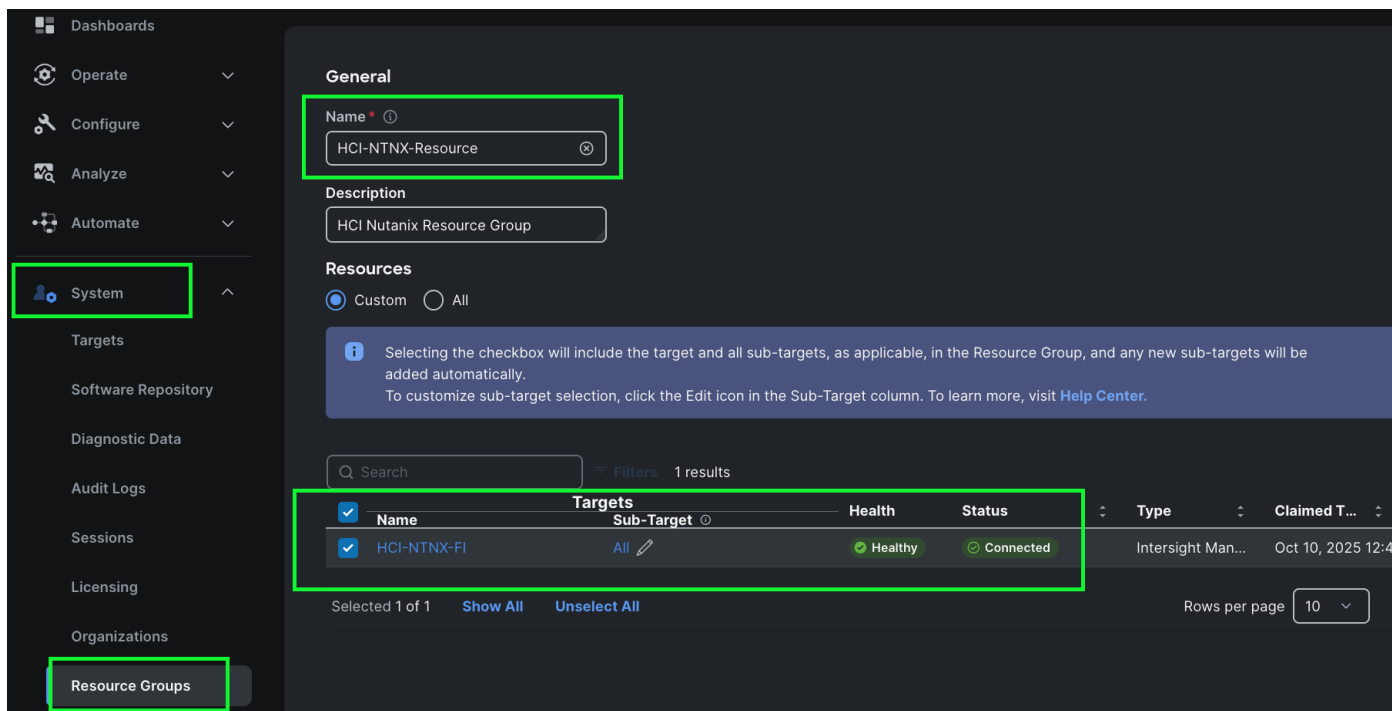 Dashboards
Operate
Configure
Analyze
Automate
System
Targets
Software Repository
Diagnostic Data
Audit Logs
Sessions
Licensing
Organizations
Resource Groups
General
Name *
HCI-NTNX-Resource
Description
HCI Nutanix Resource Group
Resources
Custom All
Selecting the checkbox will include the target and all sub-targets, as applicable, in the Resource Group, and any new sub-targets will be
added automatically.
To customize sub-target selection, click the Edit icon in the Sub-Target column. To learn more, visit Help Center.
Search Filters 1 results
Targets
Name Sub-Target Health Status Type Claimed T...
HCI-NTNX-FI All Healthy Connected Intersight Man... Oct 10, 2025 12:4
Selected 1 of 1 Show All Unselect All Rows per page 10